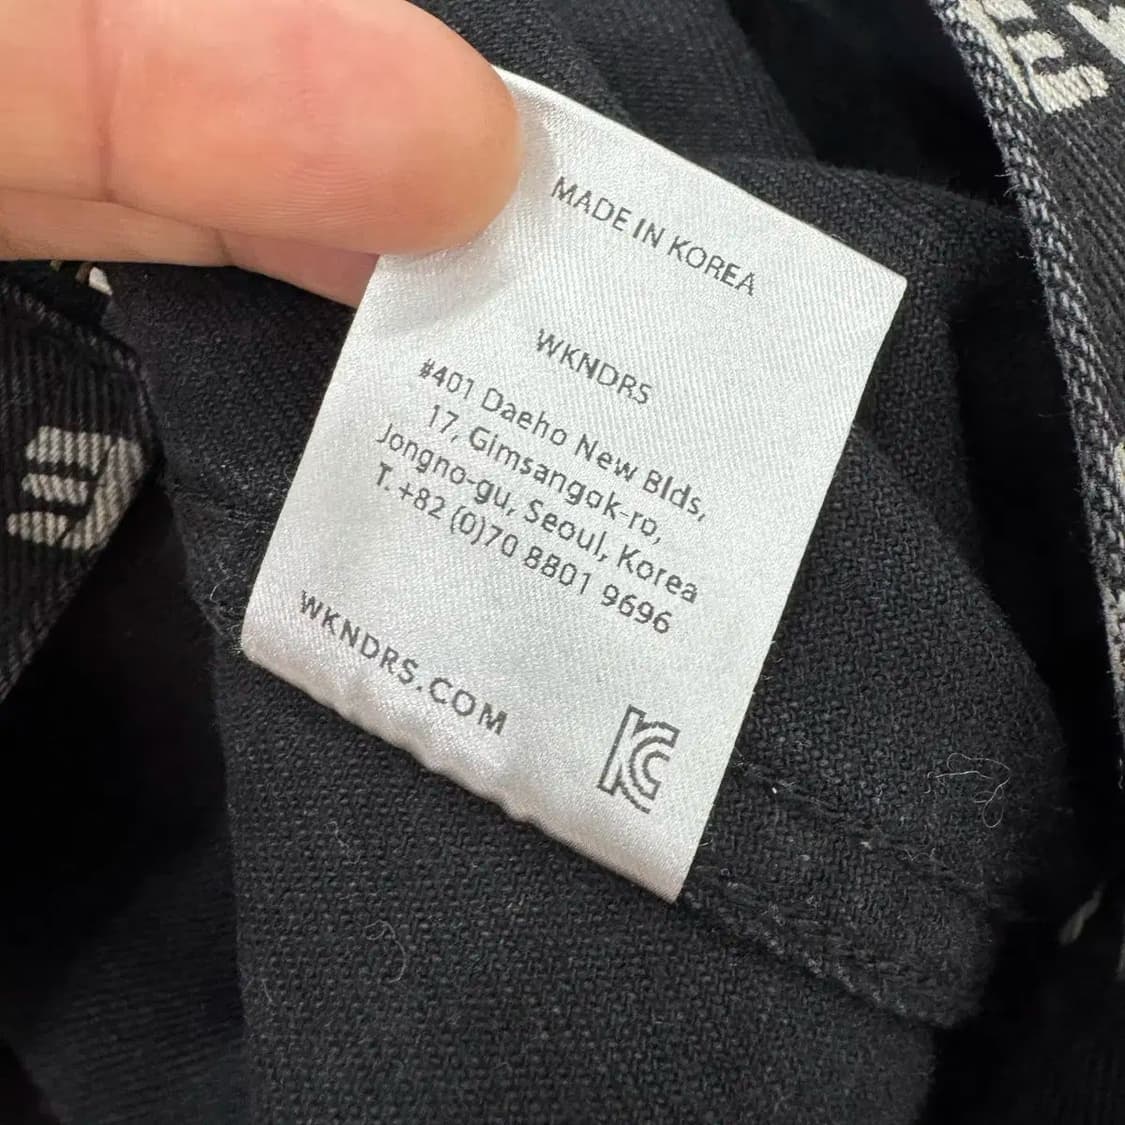 MADE IN KOREA
WKNDRS
#401 Daeho New Blds,
17, Gimsangok-ro,
Jongno-gu, Seoul, Korea
T. +82 (0)70 8801 9696
WKNDRS.COM
KC